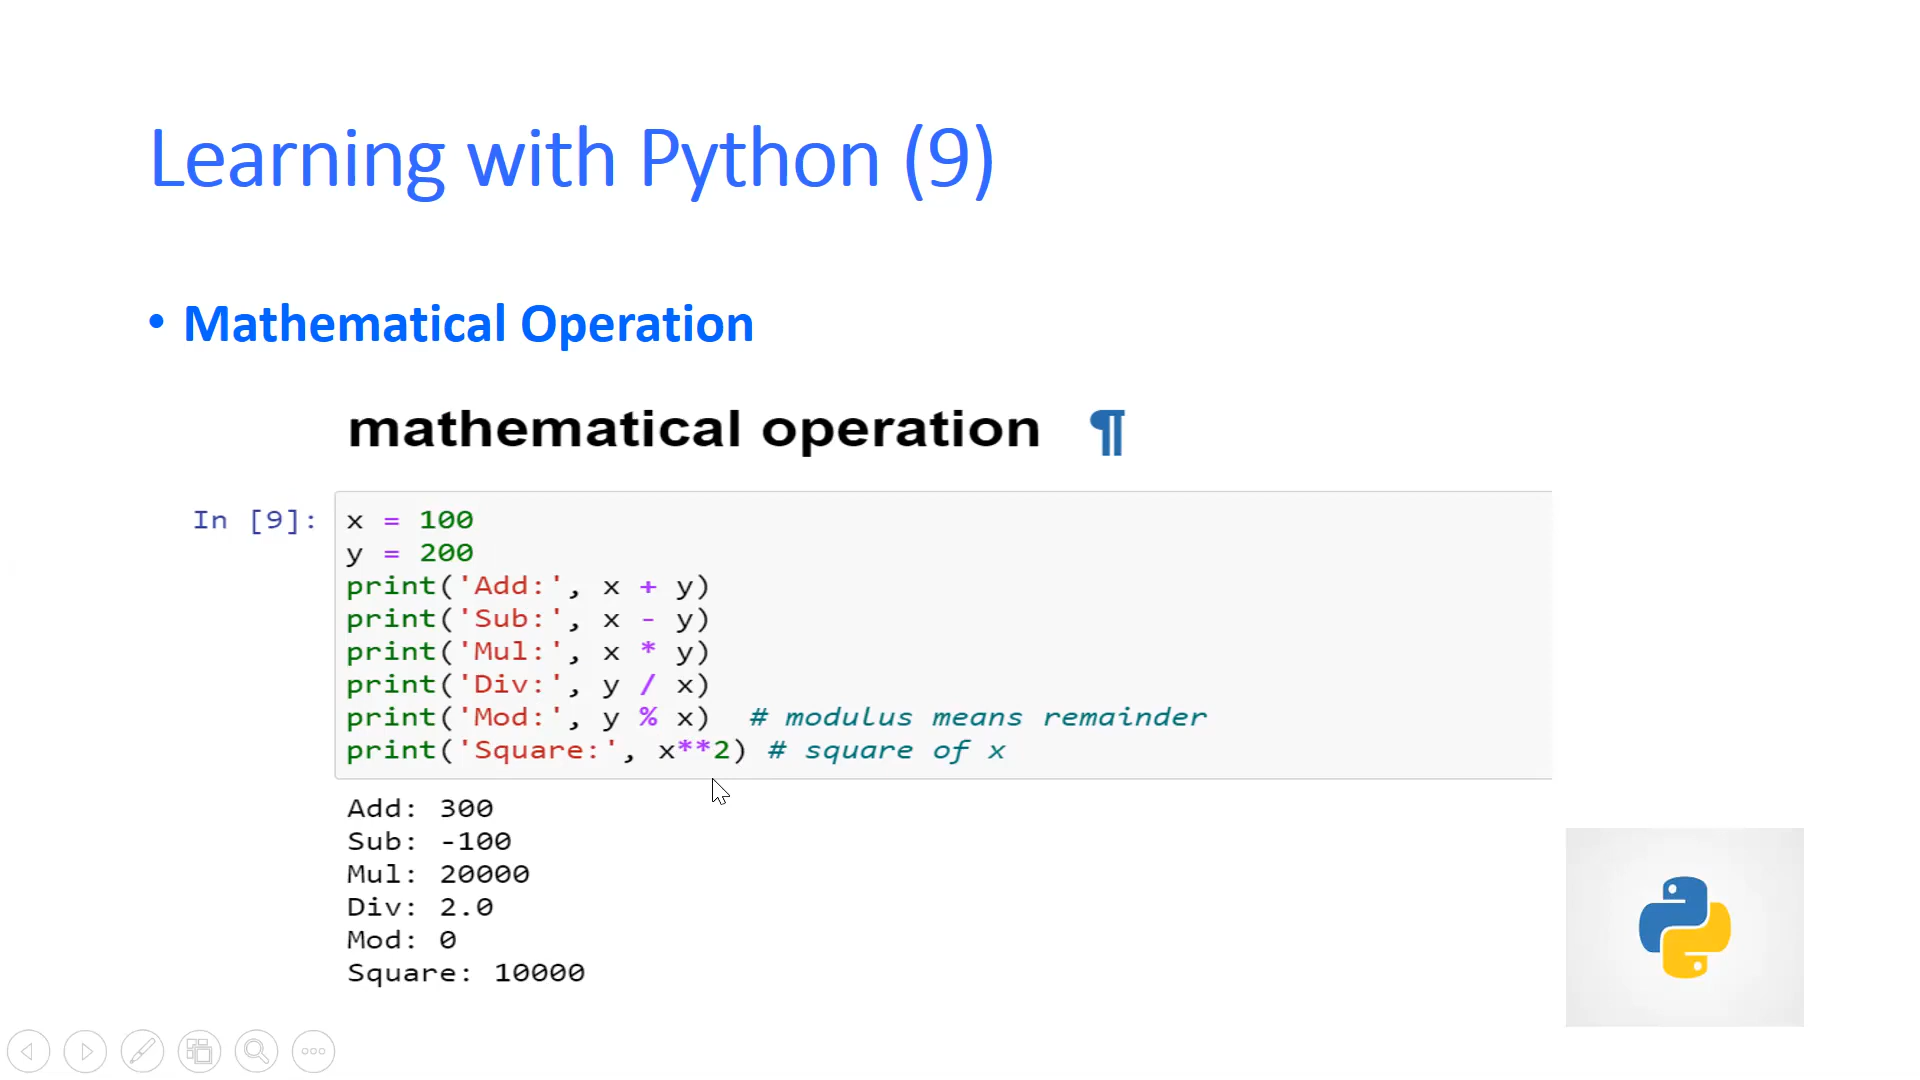 Learning with Python (9)
• Mathematical Operation
mathematical operation ¶
In [9]:
x = 100
y = 200
print('Add:', x + y)
print('Sub:', x - y)
print('Mul:', x * y)
print('Div:', y / x)
print('Mod:', y % x)  # modulus means remainder
print('Square:', x**2) # square of x
Add: 300
Sub: -100
Mul: 20000
Div: 2.0
Mod: 0
Square: 10000